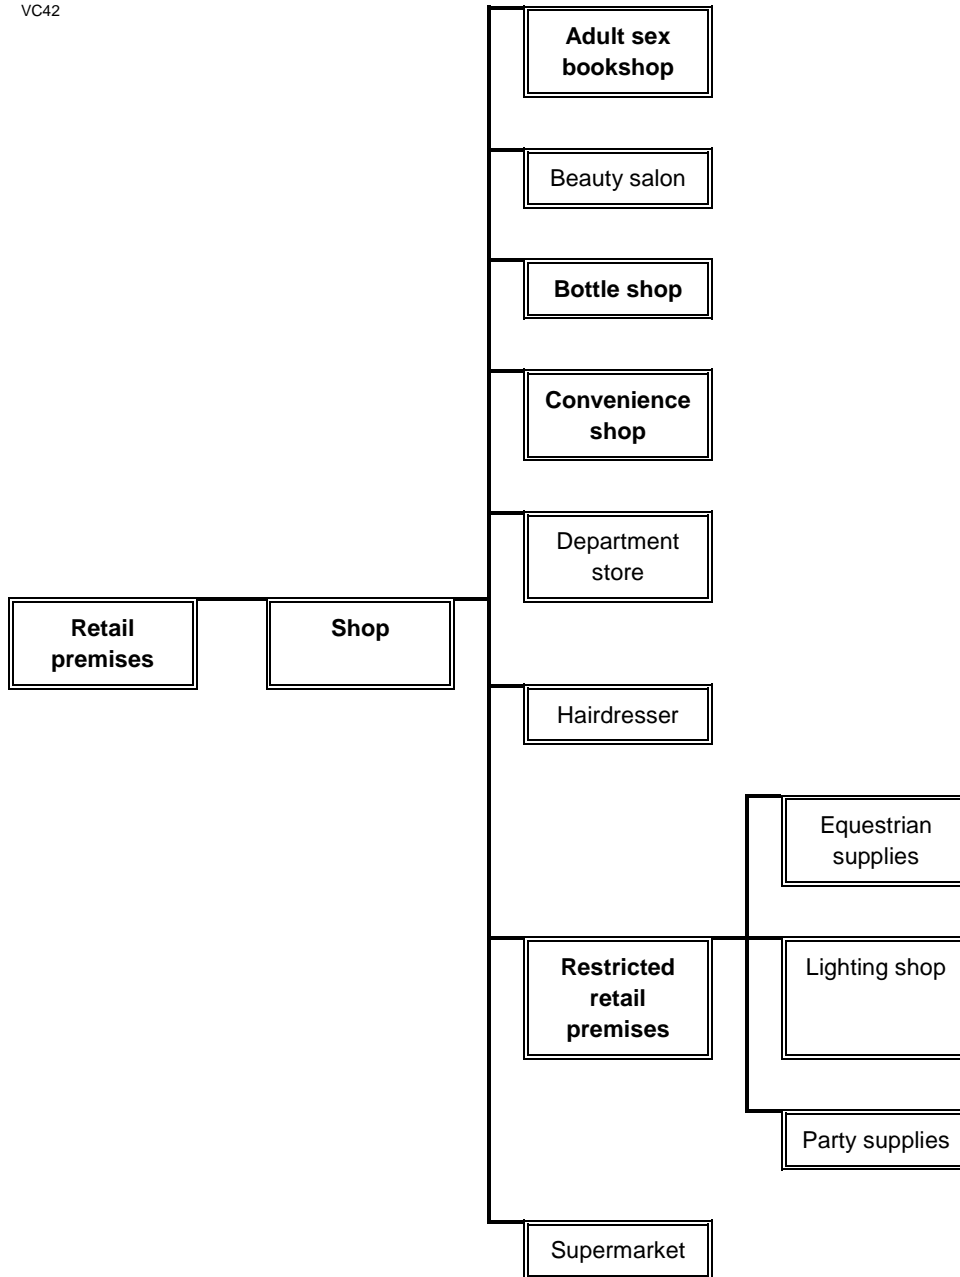 VC42
Adult sex
bookshop
Beauty salon
Bottle shop
Convenience
shop
Department
store
Retail
premises
Shop
Hairdresser
Equestrian
supplies
Restricted
retail
premises
Lighting shop
Party supplies
Supermarket